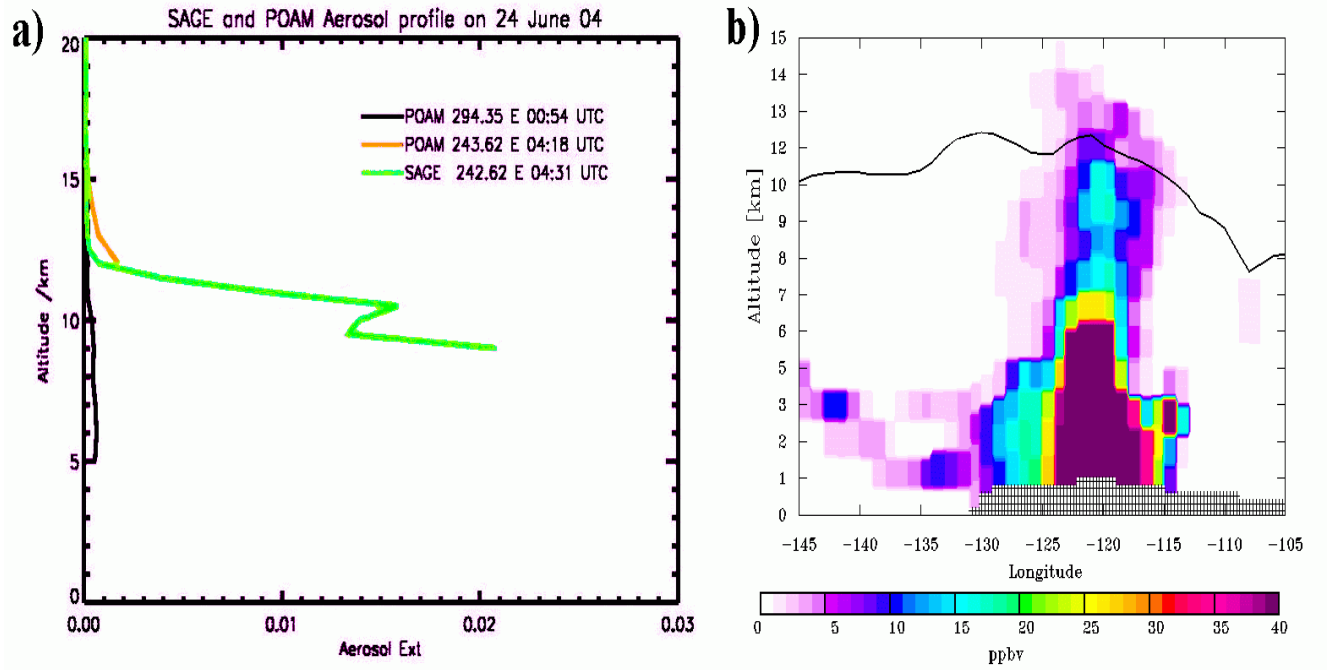 a)
SAGE and POAM Aerosol profile on 24 June 04
20
15
10
5
0
Altitude /km
POAM 294.35 E 00:54 UTC
POAM 243.62 E 04:18 UTC
SAGE 242.62 E 04:31 UTC
0.00 0.01 0.02 0.03
Aerosol Ext
b)
15
14
13
12
10
9
8
7
6
5
3
2
1
0
Altitude [km]
-145 -140 -135 -130 -125 -120 -115 -110 -105
Longitude
0 5 10 15 20 25 30 35 40
ppbv